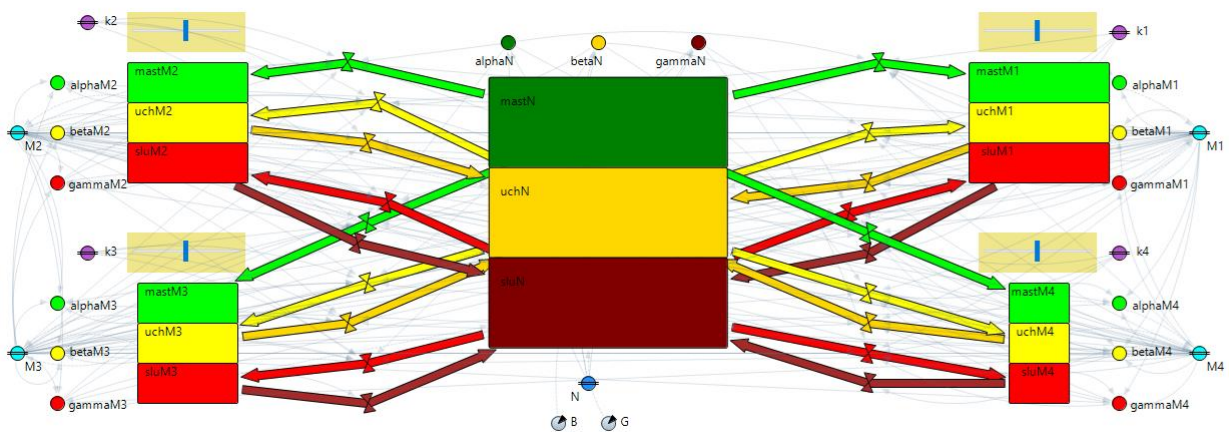 k2
k1
alphaN
betaN
gammaN
mastM2
mastM1
alphaM2
alphaM1
mastN
uchM2
uchM1
M2
betaM2
betaM1
M1
sluM2
sluM1
gammaM2
gammaM1
uchN
k3
k4
sluN
mastM3
mastM4
alphaM3
alphaM4
uchM3
uchM4
M3
betaM3
betaM4
M4
sluM3
sluM4
gammaM3
gammaM4
N
B
G